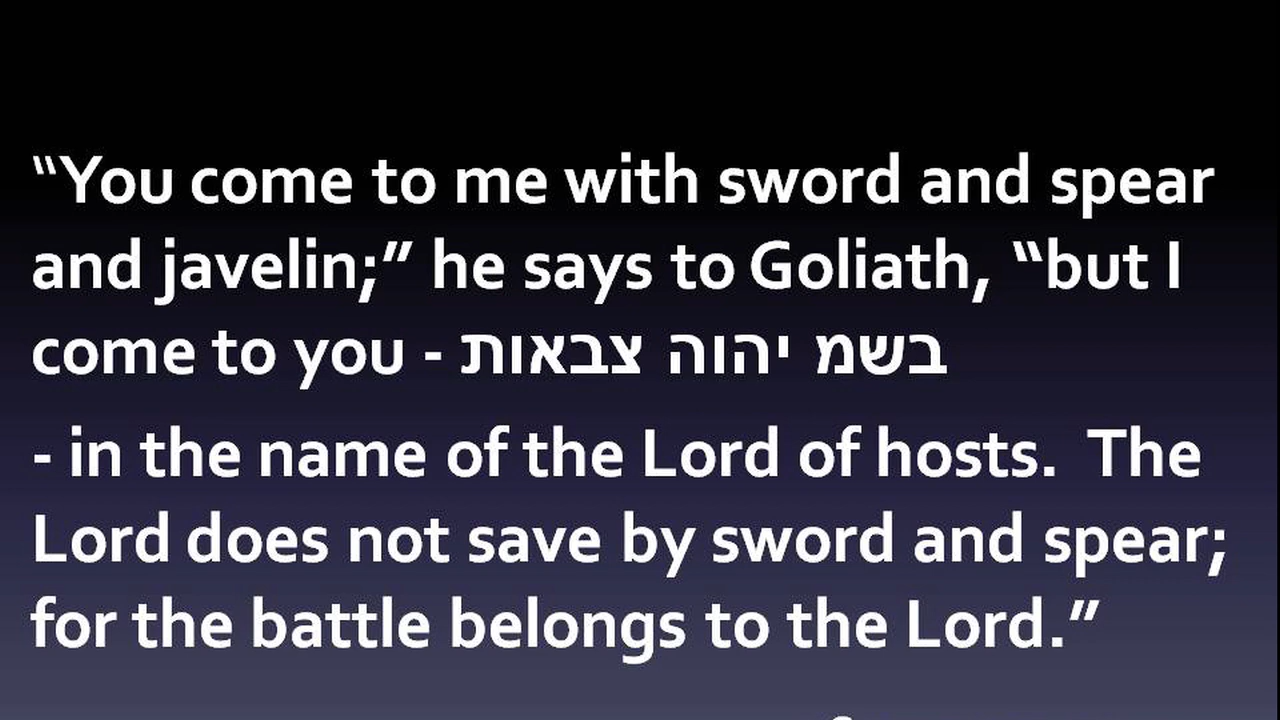 “You come to me with sword and spear
and javelin;” he says to Goliath, “but I
come to you - בשמ יהוה צבאות
- in the name of the Lord of hosts. The
Lord does not save by sword and spear;
for the battle belongs to the Lord.”